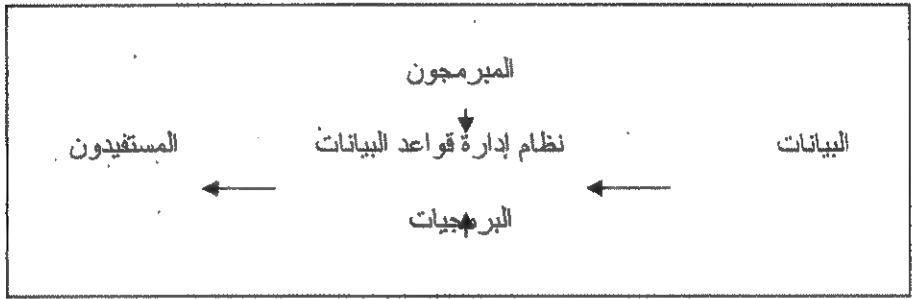 المبرمجون
البيانات نظام إدارة قواعد البيانات المستفيدون
البرمجيات